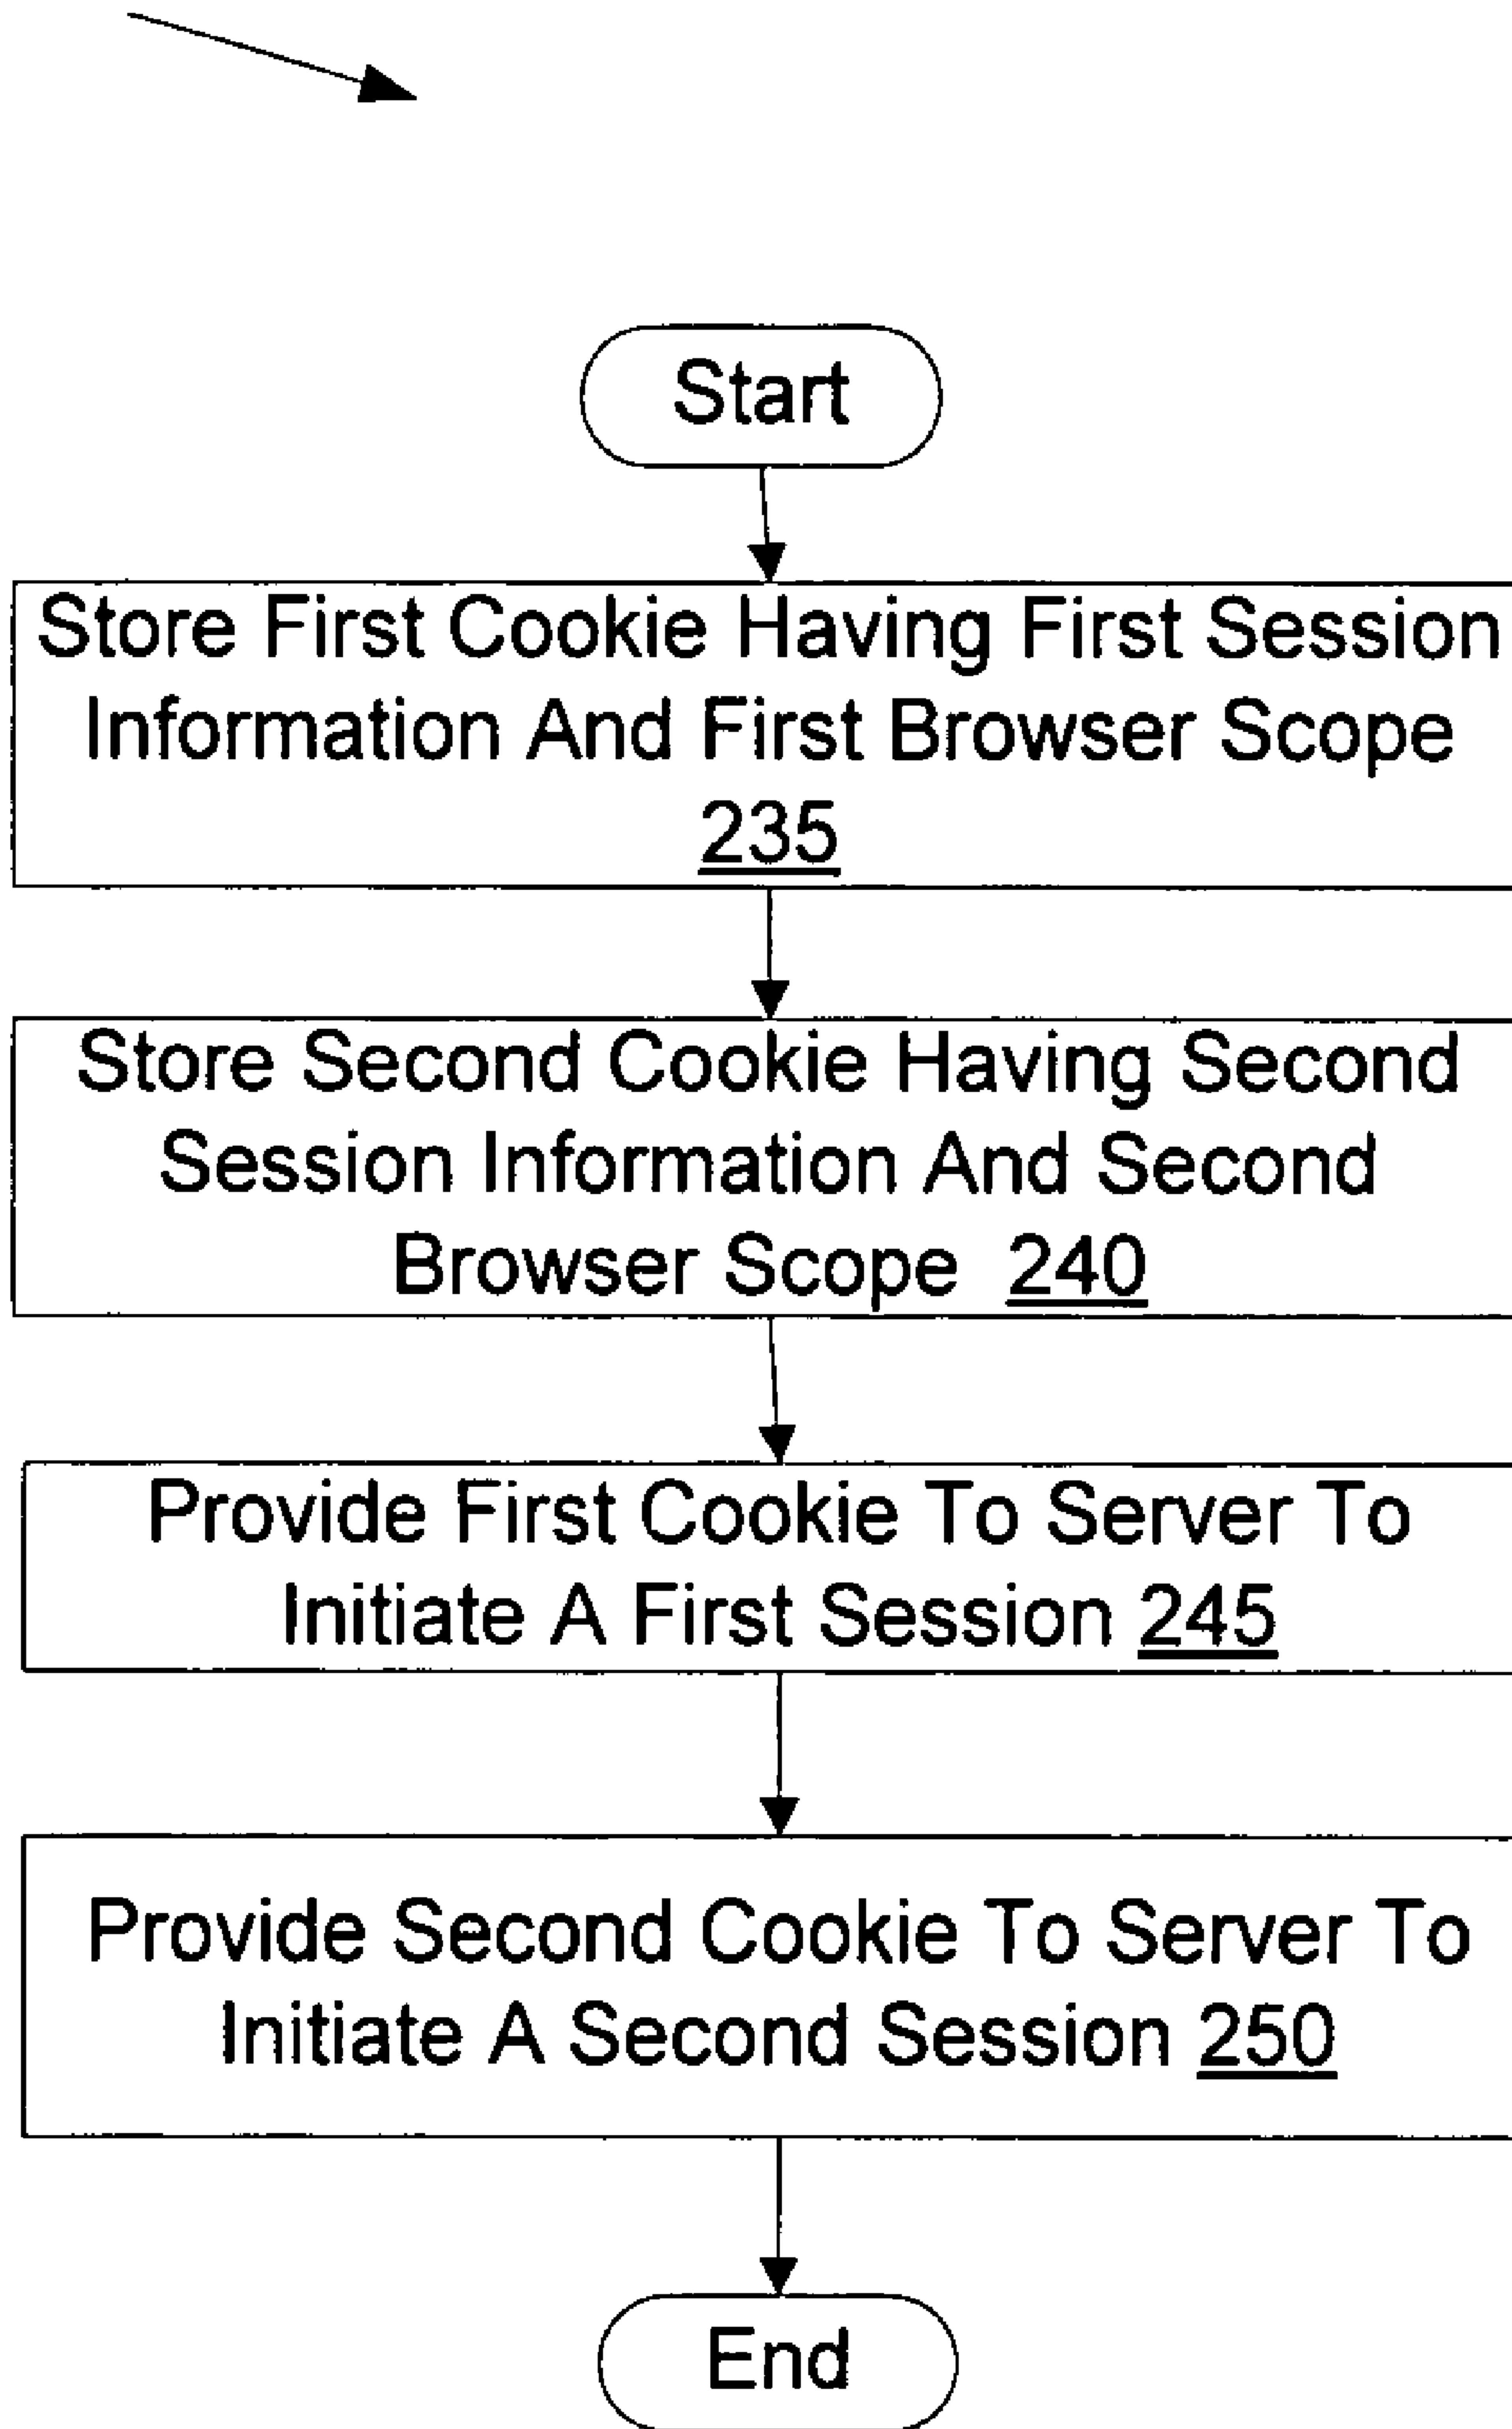 Start
Store First Cookie Having First Session
Information And First Browser Scope
235
Store Second Cookie Having Second
Session Information And Second
Browser Scope 240
Provide First Cookie To Server To
Initiate A First Session 245
Provide Second Cookie To Server To
Initiate A Second Session 250
End